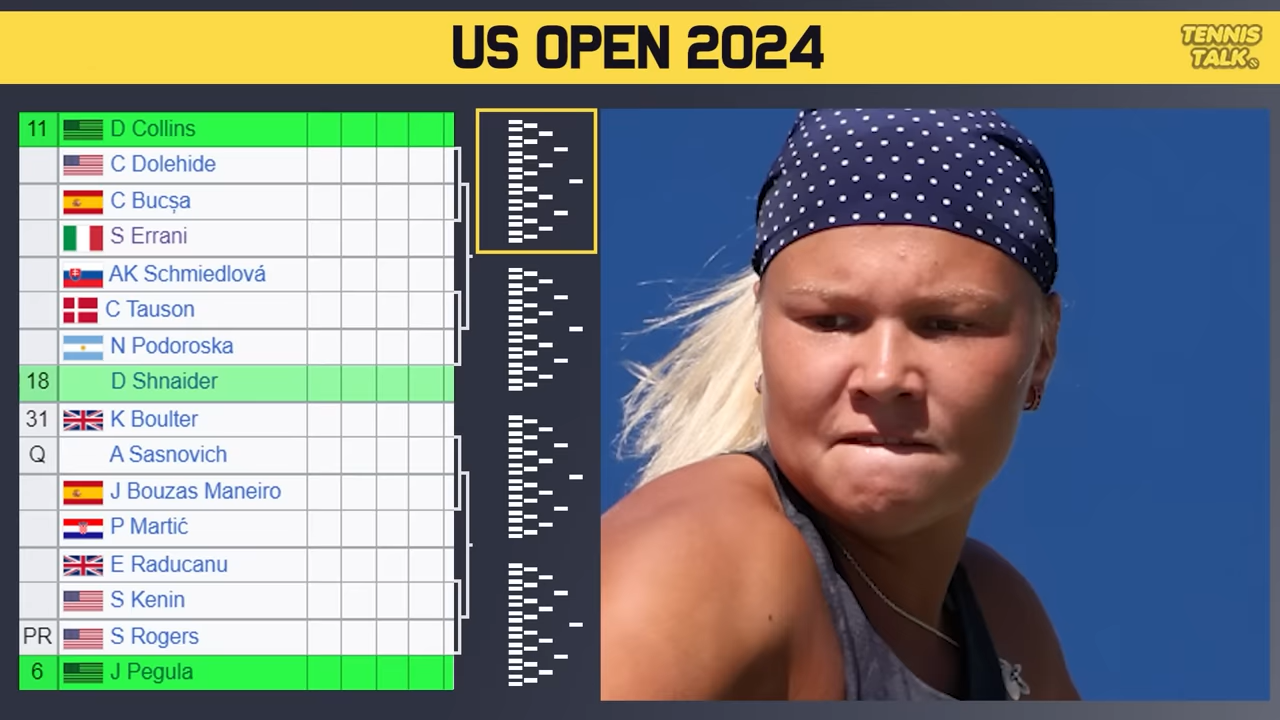 US OPEN 2024
TENNIS
TALK
11 D Collins
C Dolehide
C Bucșa
S Errani
AK Schmiedlová
C Tauson
N Podoroska
18 D Shnaider
31 K Boulter
Q A Sasnovich
J Bouzas Maneiro
P Martić
E Raducanu
S Kenin
PR S Rogers
6 J Pegula